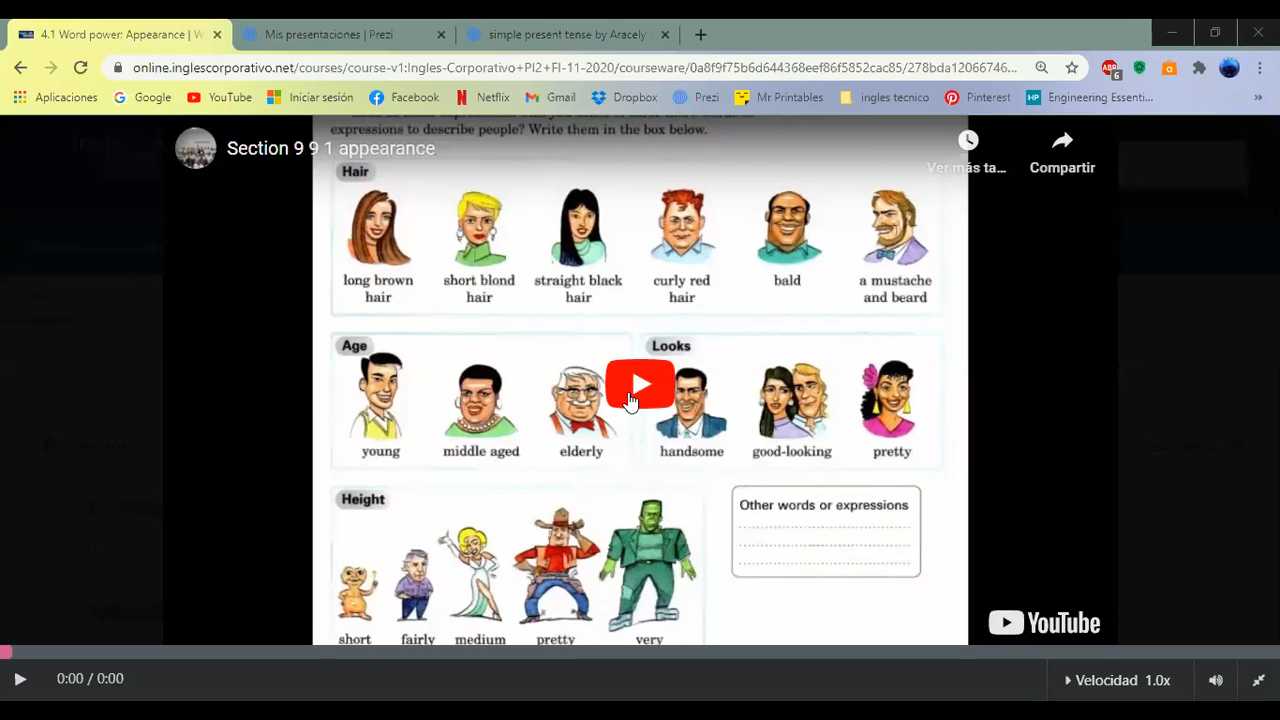 4.1 Word power: Appearance | W
Mis presentaciones | Prezi
simple present tense by Aracely
online.inglescorporativo.net/courses/course-v1:Ingles-Corporativo+PI2+FI-11-2020/courseware/0a8f9f75b6d644368eef86f5852cac85/278bda12066746...
Aplicaciones Google YouTube Iniciar sesión Facebook Netflix Gmail Dropbox Prezi Mr Printables ingles tecnico Pinterest Engineering Essenti... »
expressions to describe people? Write them in the box below.
Section 9 9 1 appearance
Ver más ta...
Compartir
Hair
long brown
hair
short blond
hair
straight black
hair
curly red
hair
bald
a mustache
and beard
Age
young
middle aged
elderly
Looks
handsome
good-looking
pretty
Height
short
fairly
medium
pretty
very
Other words or expressions
YouTube
0:00 / 0:00
Velocidad 1.0x